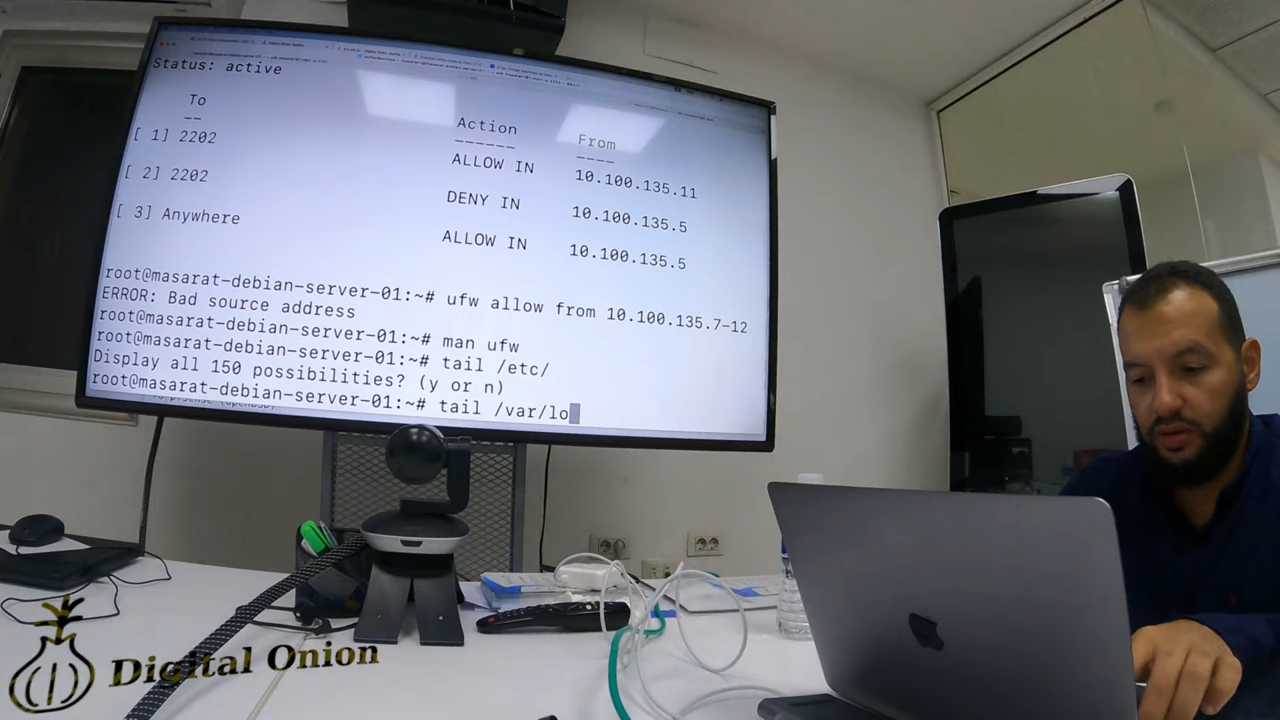 Status: active
To Action From
-- ------ ----
[ 1] 2202 ALLOW IN 10.100.135.11
[ 2] 2202 DENY IN 10.100.135.5
[ 3] Anywhere ALLOW IN 10.100.135.5
root@masarat-debian-server-01:~# ufw allow from 10.100.135.7-12
ERROR: Bad source address
root@masarat-debian-server-01:~# man ufw
root@masarat-debian-server-01:~# tail /etc/
Display all 150 possibilities? (y or n)
root@masarat-debian-server-01:~# tail /var/lo
Digital Onion